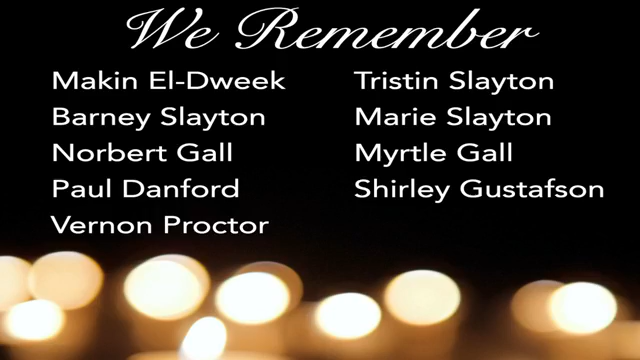 We Remember
Makin El-Dweek
Barney Slayton
Norbert Gall
Paul Danford
Vernon Proctor
Tristin Slayton
Marie Slayton
Myrtle Gall
Shirley Gustafson